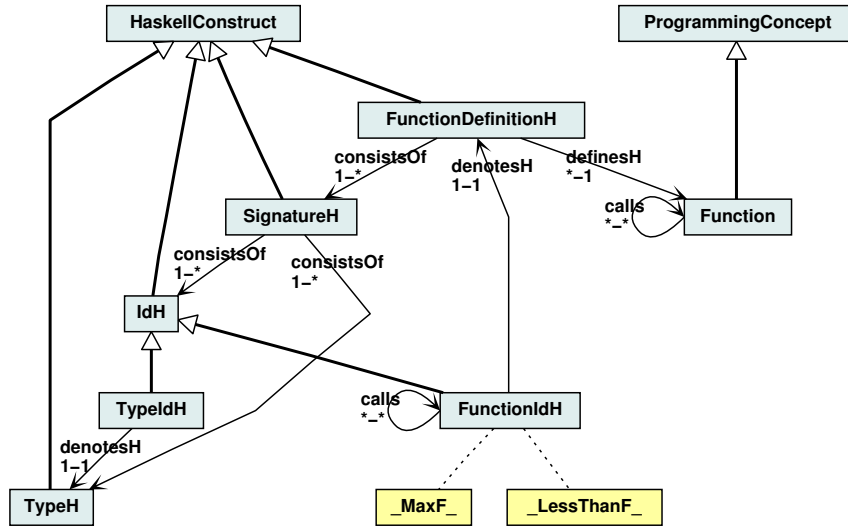 HaskellConstruct
ProgrammingConcept
FunctionDefinitionH
consistsOf
1–*
denotesH
1–1
definesH
*–1
SignatureH
calls
*–*
Function
consistsOf
1–*
consistsOf
1–*
IdH
TypeIdH
calls
*–*
FunctionIdH
denotesH
1–1
TypeH
_MaxF_
_LessThanF_